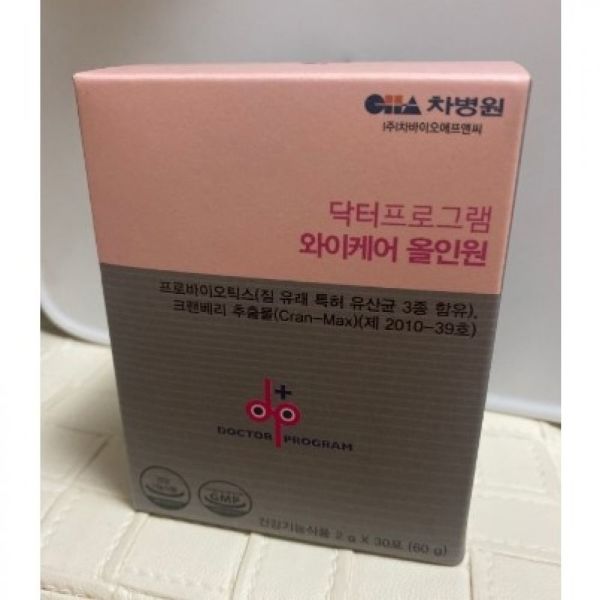 CHA 차병원
(주)차바이오에프앤씨
닥터프로그램
와이케어 올인원
프로바이오틱스(질 유래 특허 유산균 3종 함유),
크랜베리 추출물(Cran-Max)(제 2010-39호)
d+p
DOCTOR PROGRAM
GMP
건강기능식품 2 g X 30포 (60 g)